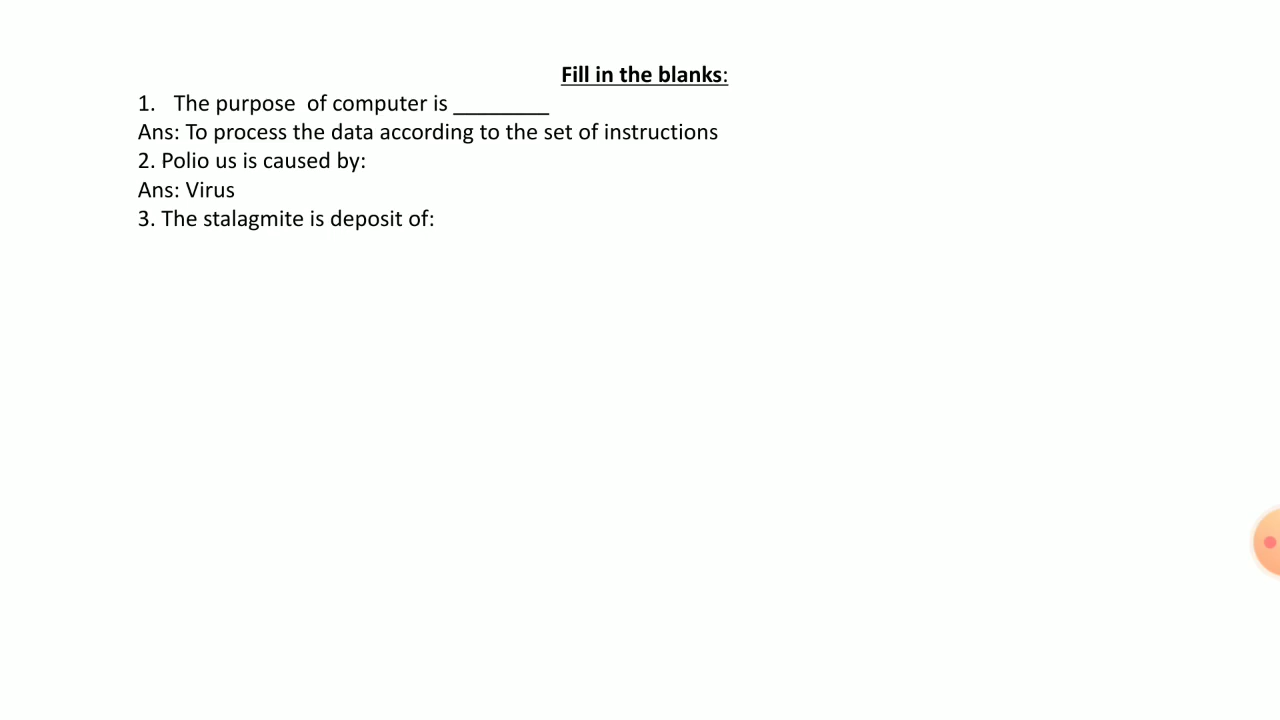 Fill in the blanks:
1. The purpose of computer is ________
Ans: To process the data according to the set of instructions
2. Polio us is caused by:
Ans: Virus
3. The stalagmite is deposit of: